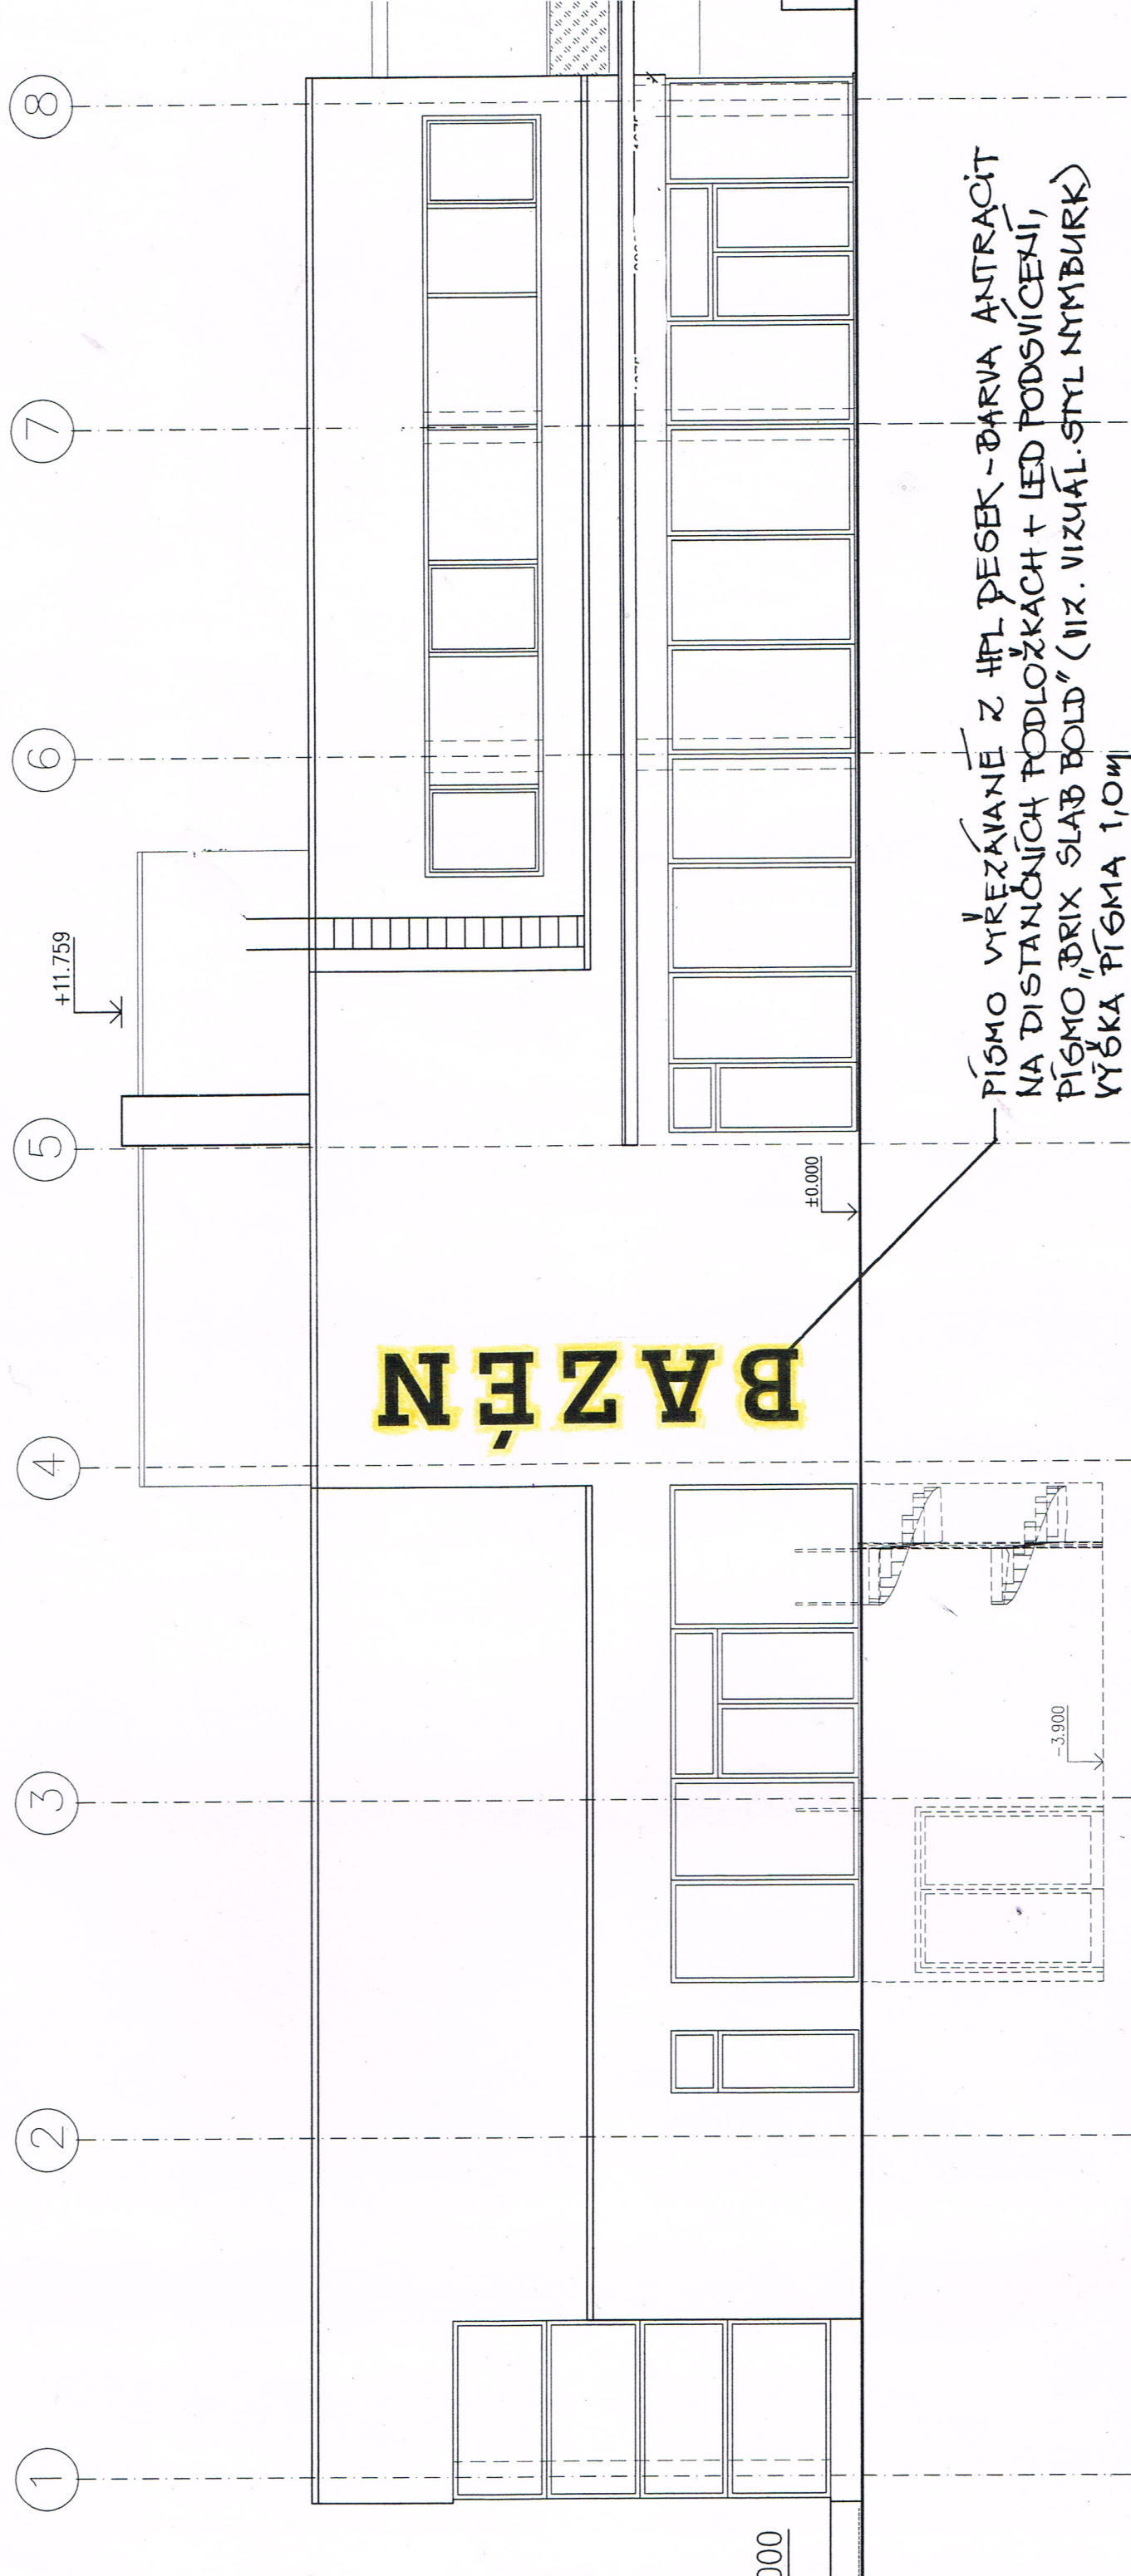 1
2
3
4
5
6
7
8
+11.759
±0.000
-3.900
BAZÉN
PÍSMO VYŘEZÁVANÉ Z HPL DESEK - BARVA ANTRACIT
NA DISTANČNÍCH PODLOŽKÁCH + LED PODSVÍCENÍ,
PÍSMO „BRIX SLAB BOLD" (VIZ. VIZUÁL. STYL NYMBURK)
VÝŠKA PÍSMA 1,0m